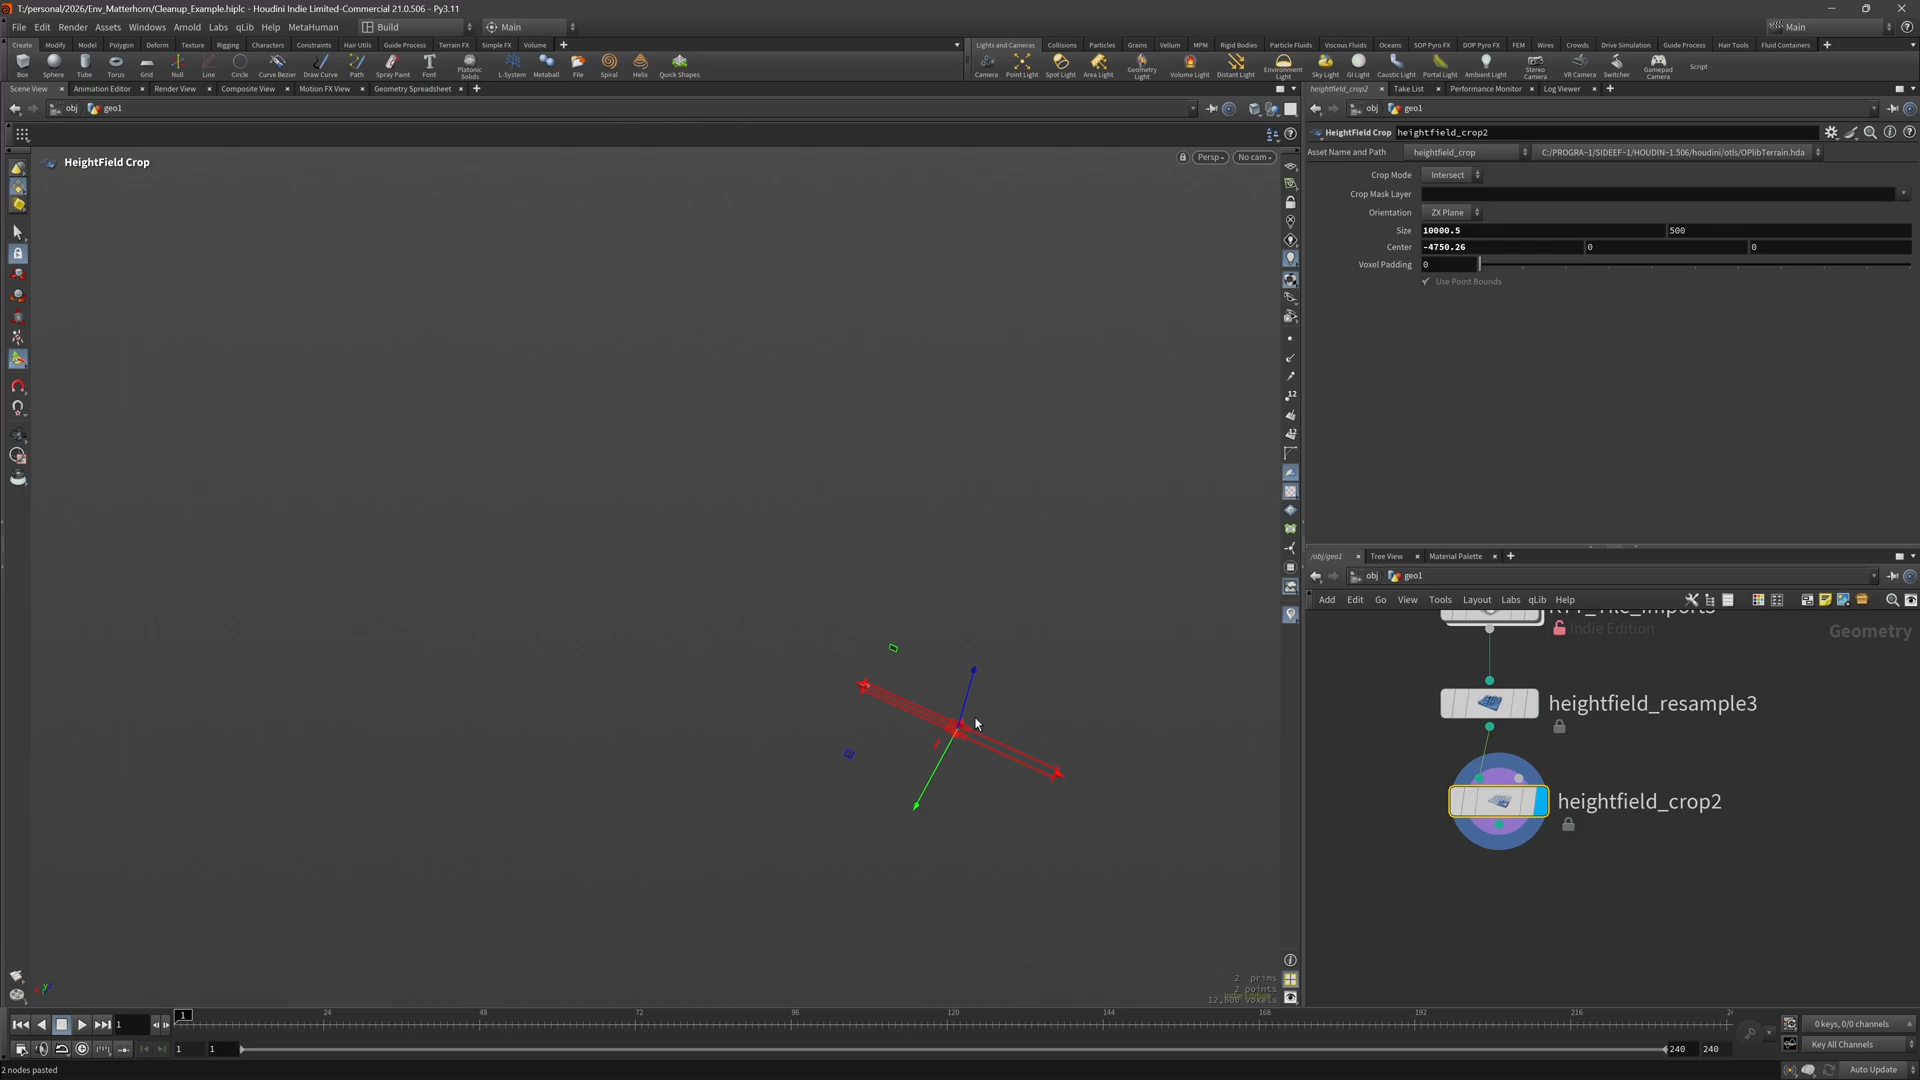 T:/personal/2026/Env_Matterhorn/Cleanup_Example.hiplc - Houdini Indie Limited-Commercial 21.0.506 - Py3.11
File Edit Render Assets Windows Arnold Labs qLib Help MetaHuman Build Main Main
Create Modify Model Polygon Deform Texture Rigging Characters Constraints Hair Utils Guide Process Terrain FX Simple FX Volume
Lights and Cameras Collisions Particles Grains Vellum MPM Rigid Bodies Particle Fluids Viscous Fluids Oceans SOP Pyro FX DOP Pyro FX FEM Wires Crowds Drive Simulation Guide Process Hair Tools Fluid Containers
Box Sphere Tube Torus Grid Null Line Circle Curve Bezier Draw Curve Path Spray Paint Font Platonic Solids L-System Metaball File Spiral Helix Quick Shapes
Camera Point Light Spot Light Area Light Geometry Light Volume Light Distant Light Environment Light Sky Light GI Light Caustic Light Portal Light Ambient Light Stereo Camera VR Camera Switcher Gamepad Camera Script
Scene View Animation Editor Render View Composite View Motion FX View Geometry Spreadsheet
heightfield_crop2 Take List Performance Monitor Log Viewer
obj geo1
obj geo1
HeightField Crop heightfield_crop2
Asset Name and Path heightfield_crop C:/PROGRA~1/SIDEEF~1/HOUDIN~1.506/houdini/otls/OPlibTerrain.hda
HeightField Crop
Persp No cam
Crop Mode Intersect
Crop Mask Layer
Orientation ZX Plane
Size 10000.5 500
Center -4750.26 0 0
Voxel Padding 0
Use Point Bounds
/obj/geo1 Tree View Material Palette
obj geo1
Add Edit Go View Tools Layout Labs qLib Help
Indie Edition
Geometry
heightfield_resample3
heightfield_crop2
2 prims
2 points
1 24 48 72 96 120 144 168 192 216
1
0 keys, 0/0 channels
1 1 240 240
Key All Channels
2 nodes pasted
Auto Update